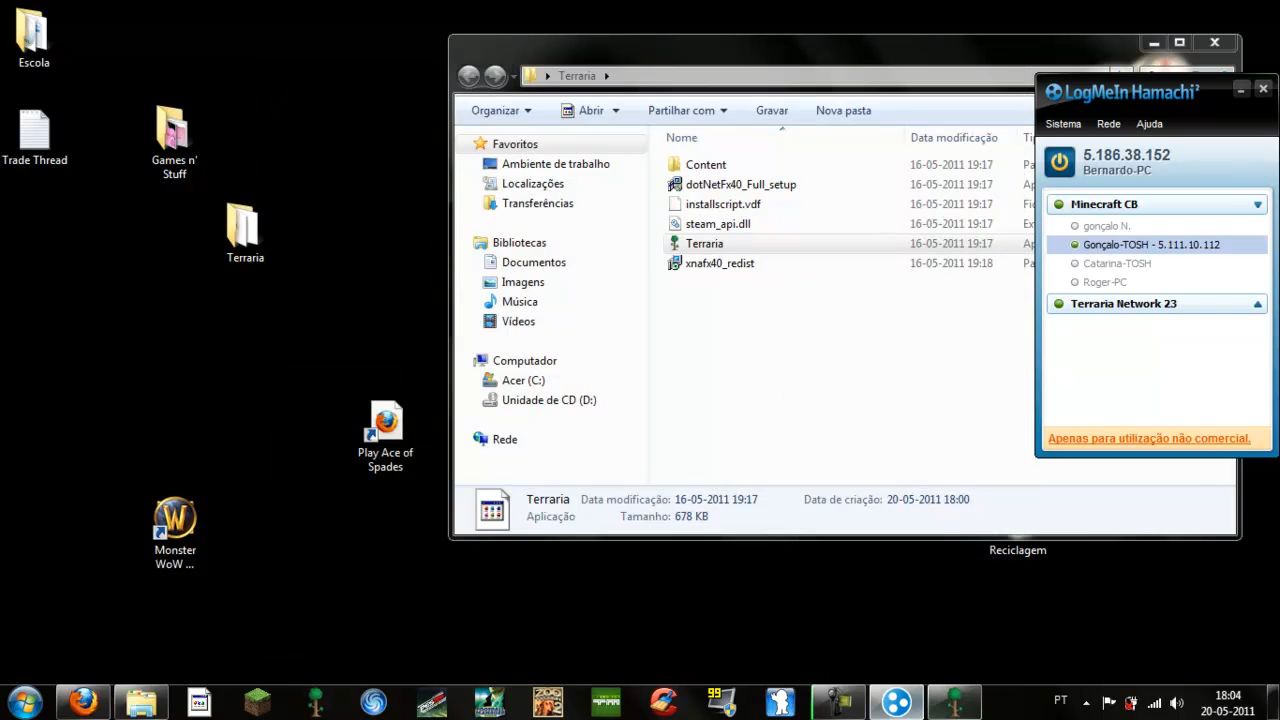 Escola
Trade Thread
Games n'
Stuff
Terraria
Play Ace of
Spades
Monster
WoW ...
Reciclagem
Terraria
Organizar
Abrir
Partilhar com
Gravar
Nova pasta
Favoritos
Ambiente de trabalho
Localizações
Transferências
Bibliotecas
Documentos
Imagens
Música
Vídeos
Computador
Acer (C:)
Unidade de CD (D:)
Rede
Nome Data modificação
Content 16-05-2011 19:17
dotNetFx40_Full_setup 16-05-2011 19:17
installscript.vdf 16-05-2011 19:17
steam_api.dll 16-05-2011 19:17
Terraria 16-05-2011 19:17
xnafx40_redist 16-05-2011 19:18
Terraria Data modificação: 16-05-2011 19:17 Data de criação: 20-05-2011 18:00
Aplicação Tamanho: 678 KB
LogMeIn Hamachi²
Sistema Rede Ajuda
5.186.38.152
Bernardo-PC
Minecraft CB
gonçalo N.
Gonçalo-TOSH - 5.111.10.112
Catarina-TOSH
Roger-PC
Terraria Network 23
Apenas para utilização não comercial.
99
PT
18:04
20-05-2011